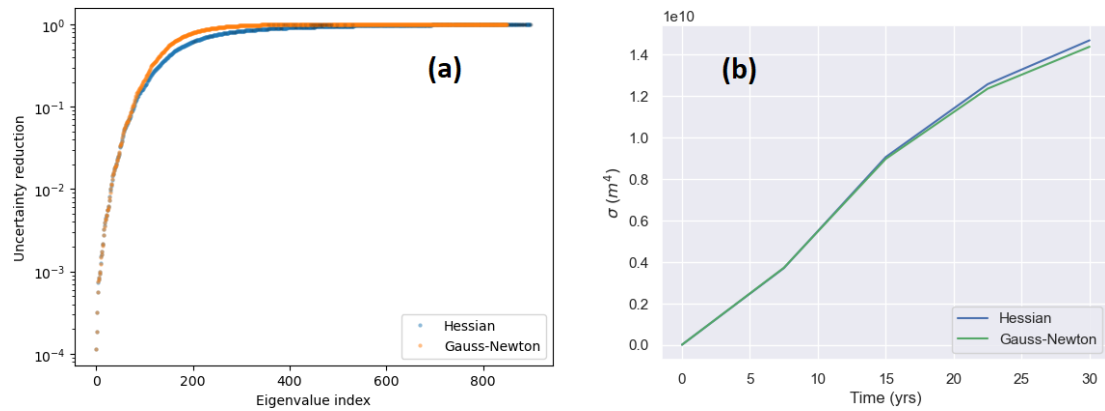 (a)
Uncertainty reduction
10⁰
10⁻¹
10⁻²
10⁻³
10⁻⁴
0 200 400 600 800
Eigenvalue index
Hessian
Gauss-Newton
1e10
(b)
σ (m⁴)
1.4
1.2
1.0
0.8
0.6
0.4
0.2
0.0
0 5 10 15 20 25 30
Time (yrs)
Hessian
Gauss-Newton